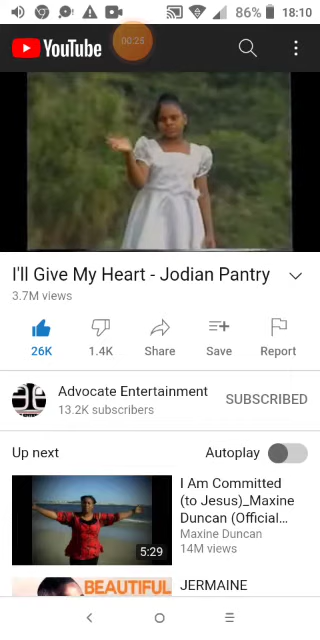 86% 18:10
00:25
YouTube
I'll Give My Heart - Jodian Pantry
3.7M views
26K 1.4K Share Save Report
Advocate Entertainment
13.2K subscribers
SUBSCRIBED
Up next Autoplay
I Am Committed
(to Jesus)_Maxine
Duncan (Official...
Maxine Duncan
14M views
5:29
BEAUTIFUL
JERMAINE